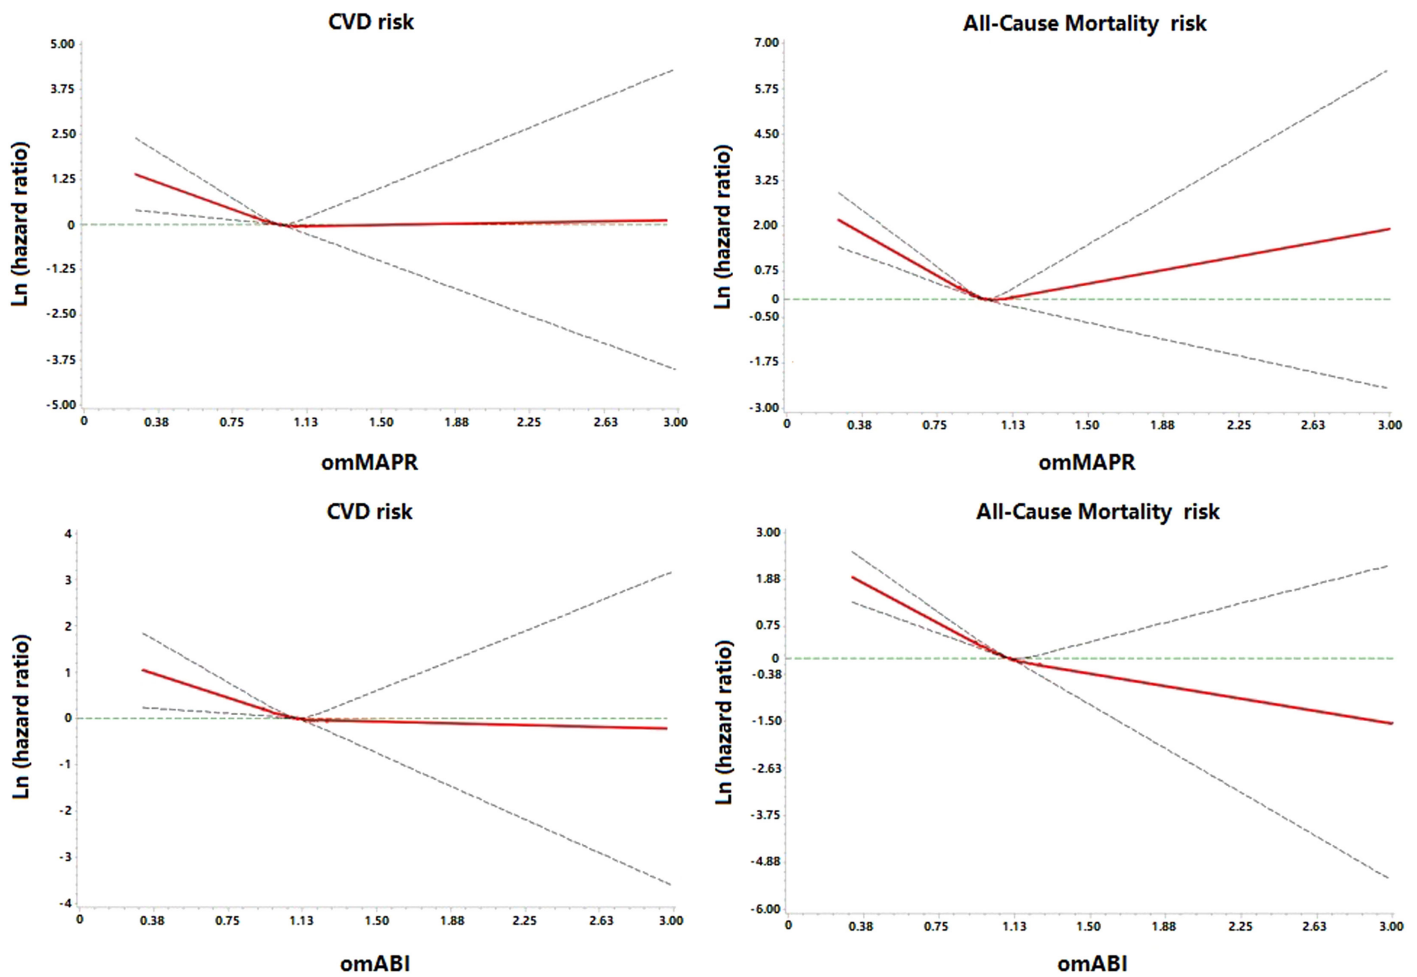 CVD risk
5.00
3.75
2.50
1.25
0
-1.25
-2.50
-3.75
-5.00
Ln (hazard ratio)
0 0.38 0.75 1.13 1.50 1.88 2.25 2.63 3.00
omMAPR
All-Cause Mortality risk
7.00
5.75
4.50
3.25
2.00
0.75
0
-0.50
-1.75
-3.00
Ln (hazard ratio)
0 0.38 0.75 1.13 1.50 1.88 2.25 2.63 3.00
omMAPR
CVD risk
4
3
2
1
0
-1
-2
-3
-4
Ln (hazard ratio)
0 0.38 0.75 1.13 1.50 1.88 2.25 2.63 3.00
omABI
All-Cause Mortality risk
3.00
1.88
0.75
0
-0.38
-1.50
-2.63
-3.75
-4.88
-6.00
Ln (hazard ratio)
0 0.38 0.75 1.13 1.50 1.88 2.25 2.63 3.00
omABI